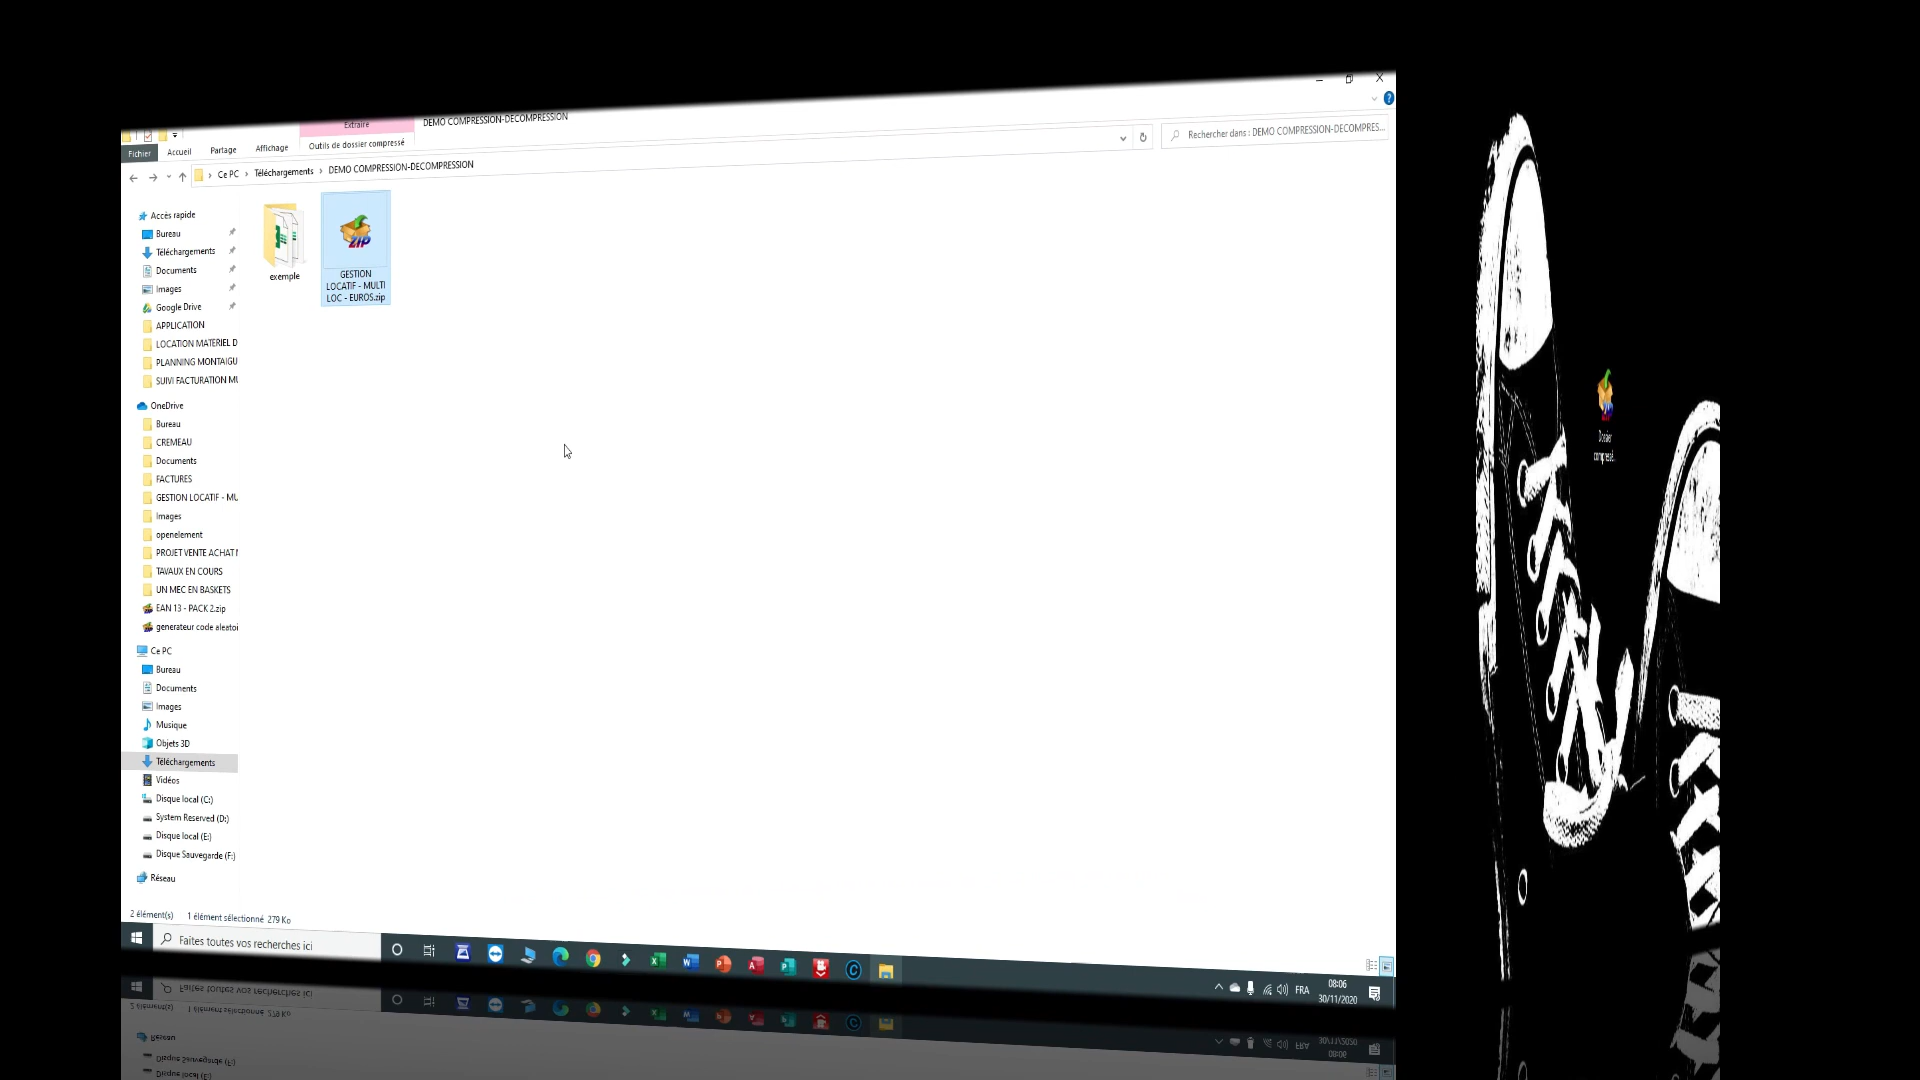 Extraire
DEMO COMPRESSION-DECOMPRESSION
Fichier
Accueil
Partage
Affichage
Outils de dossier compressé
Ce PC
Téléchargements
DEMO COMPRESSION-DECOMPRESSION
Rechercher dans : DEMO COMPRESSION-DECOMPRES...
Accès rapide
Bureau
Téléchargements
Documents
Images
Google Drive
APPLICATION
LOCATION MATERIEL D
PLANNING MONTAIGU
SUIVI FACTURATION MU
OneDrive
Bureau
CREMEAU
Documents
FACTURES
GESTION LOCATIF - MU
Images
openelement
PROJET VENTE ACHAT
TAVAUX EN COURS
UN MEC EN BASKETS
EAN 13 - PACK 2.zip
generateur code aleatoi
Ce PC
Bureau
Documents
Images
Musique
Objets 3D
Téléchargements
Vidéos
Disque local (C:)
System Reserved (D:)
Disque local (E:)
Disque Sauvegarde (F:)
Réseau
exemple
GESTION
LOCATIF - MULTI
LOC - EUROS.zip
ZIP
Dossier
compressé
2 élément(s)
1 élément sélectionné 279 Ko
Faites toutes vos recherches ici
FRA
08:06
30/11/2020